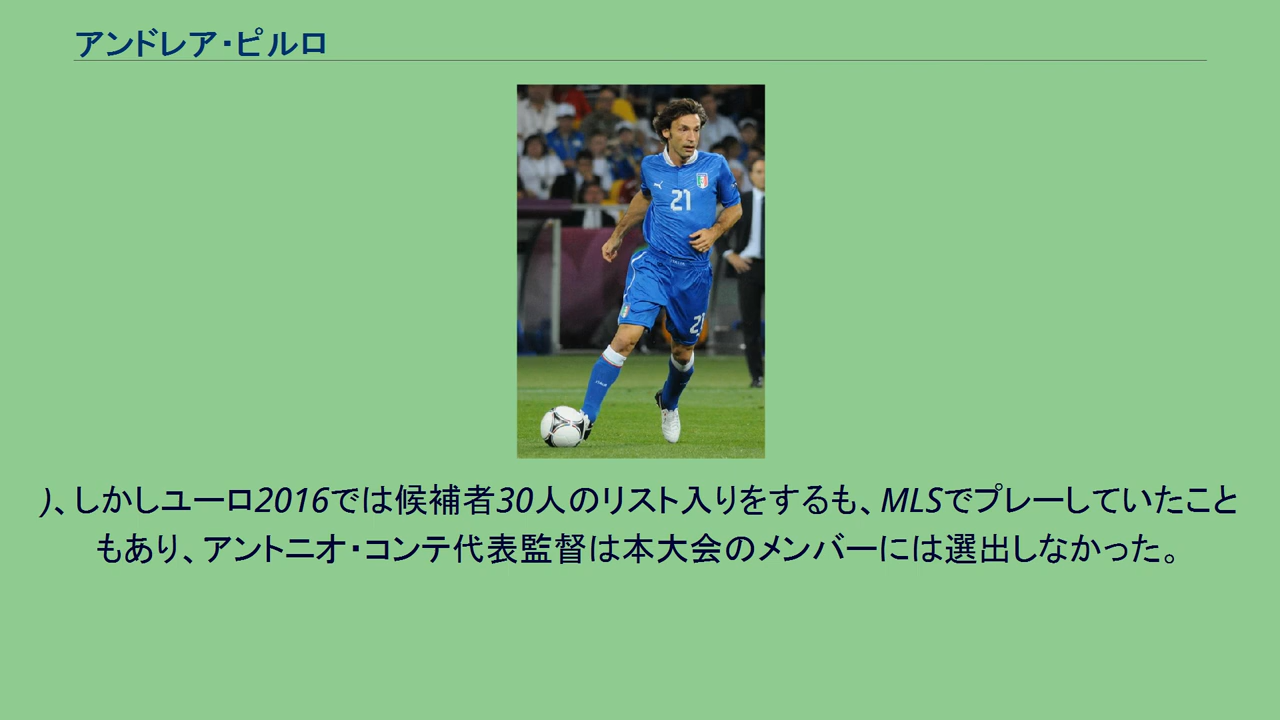 アンドレア・ピルロ
21
21
)、しかしユーロ2016では候補者30人のリスト入りをするも、MLSでプレーしていたこと
もあり、アントニオ・コンテ代表監督は本大会のメンバーには選出しなかった。